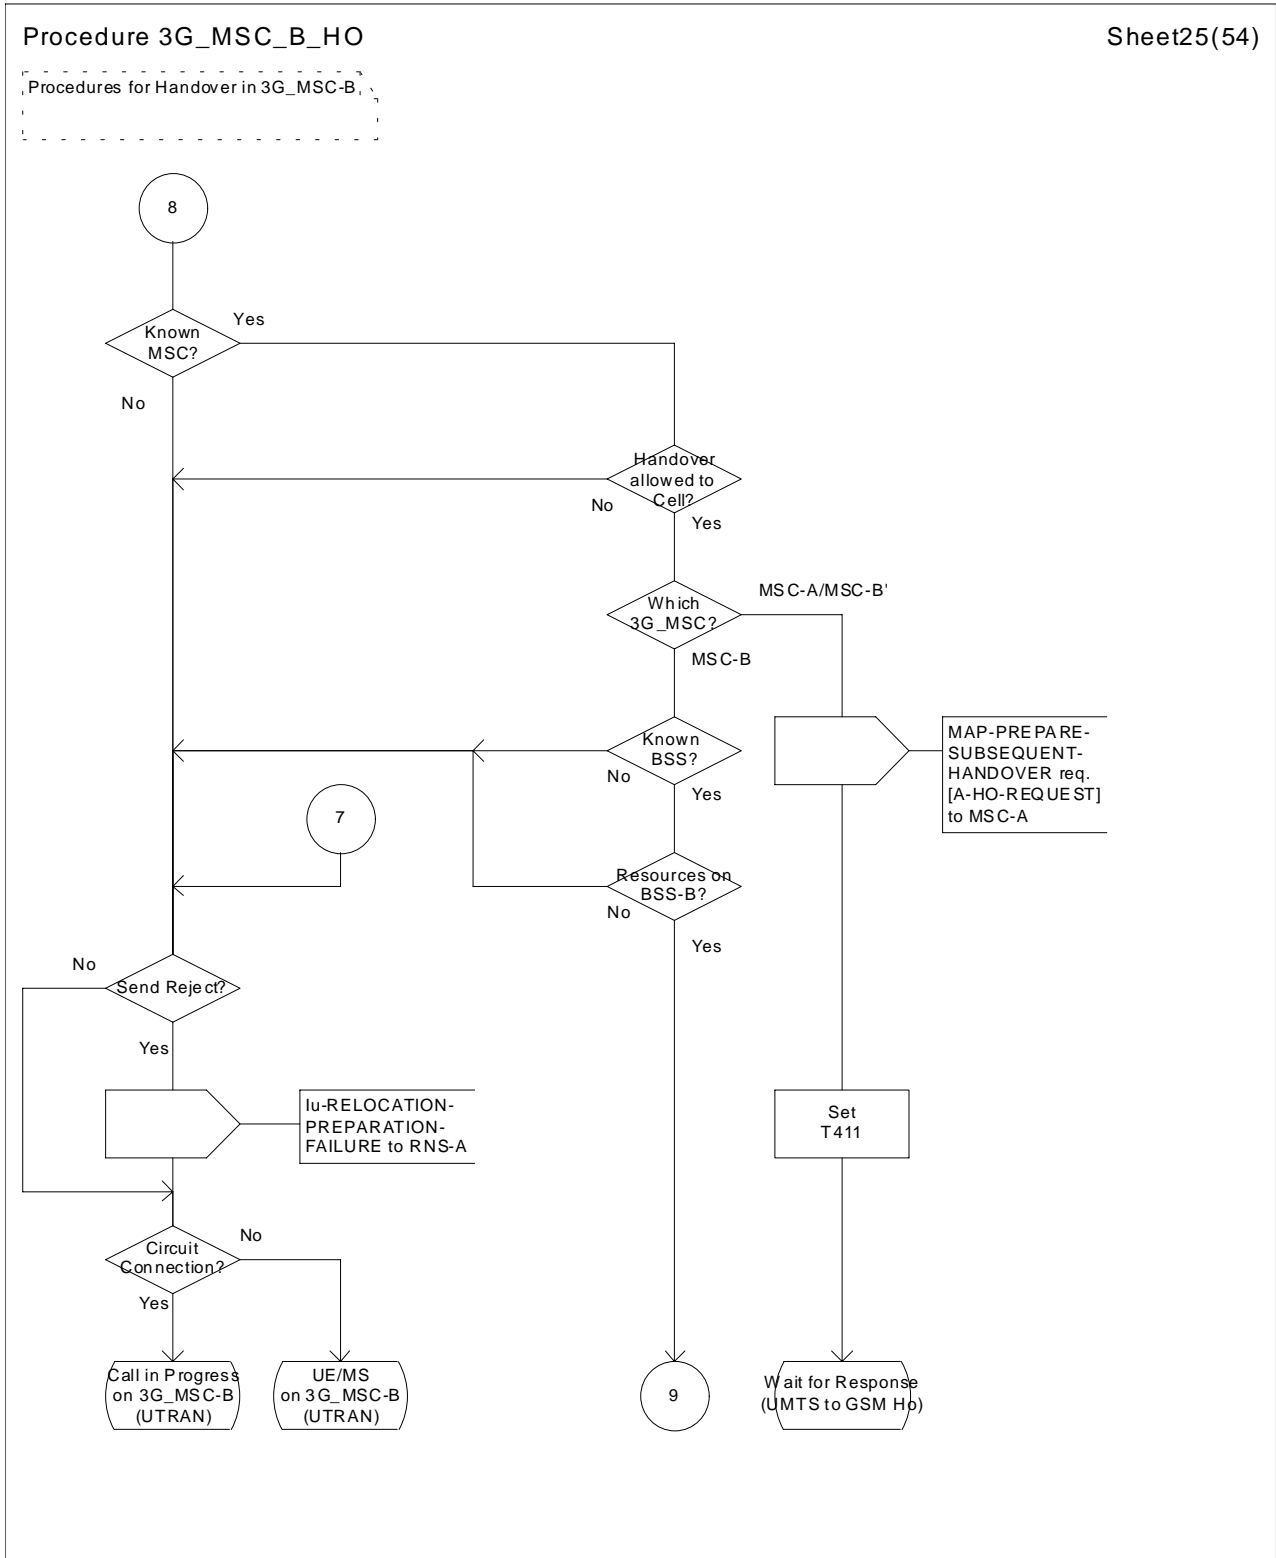 Procedure 3G_MSC_B_HO
Sheet25(54)
Procedures for Handover in 3G_MSC-B
8
Known
MSC?
Yes
No
Handover
allowed to
Cell?
No
Yes
Which
3G_MSC?
MSC-A/MSC-B'
MSC-B
MAP-PREPARE-
SUBSEQUENT-
HANDOVER req.
[A-HO-REQUEST]
to MSC-A
Known
BSS?
No
Yes
7
Resources on
BSS-B?
No
Yes
Send Reject?
No
Yes
Iu-RELOCATION-
PREPARATION-
FAILURE to RNS-A
Set
T411
Circuit
Connection?
No
Yes
Call in Progress
on 3G_MSC-B
(UTRAN)
UE/MS
on 3G_MSC-B
(UTRAN)
9
Wait for Response
(UMTS to GSM Ho)